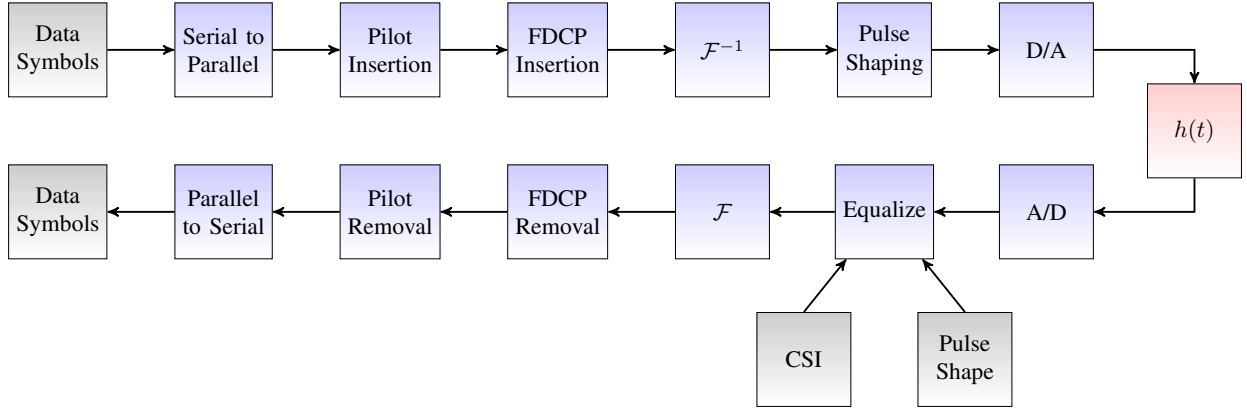 Data
Symbols
Serial to
Parallel
Pilot
Insertion
FDCP
Insertion
ℱ⁻¹
Pulse
Shaping
D/A
h(t)
Data
Symbols
Parallel
to Serial
Pilot
Removal
FDCP
Removal
ℱ
Equalize
A/D
CSI
Pulse
Shape